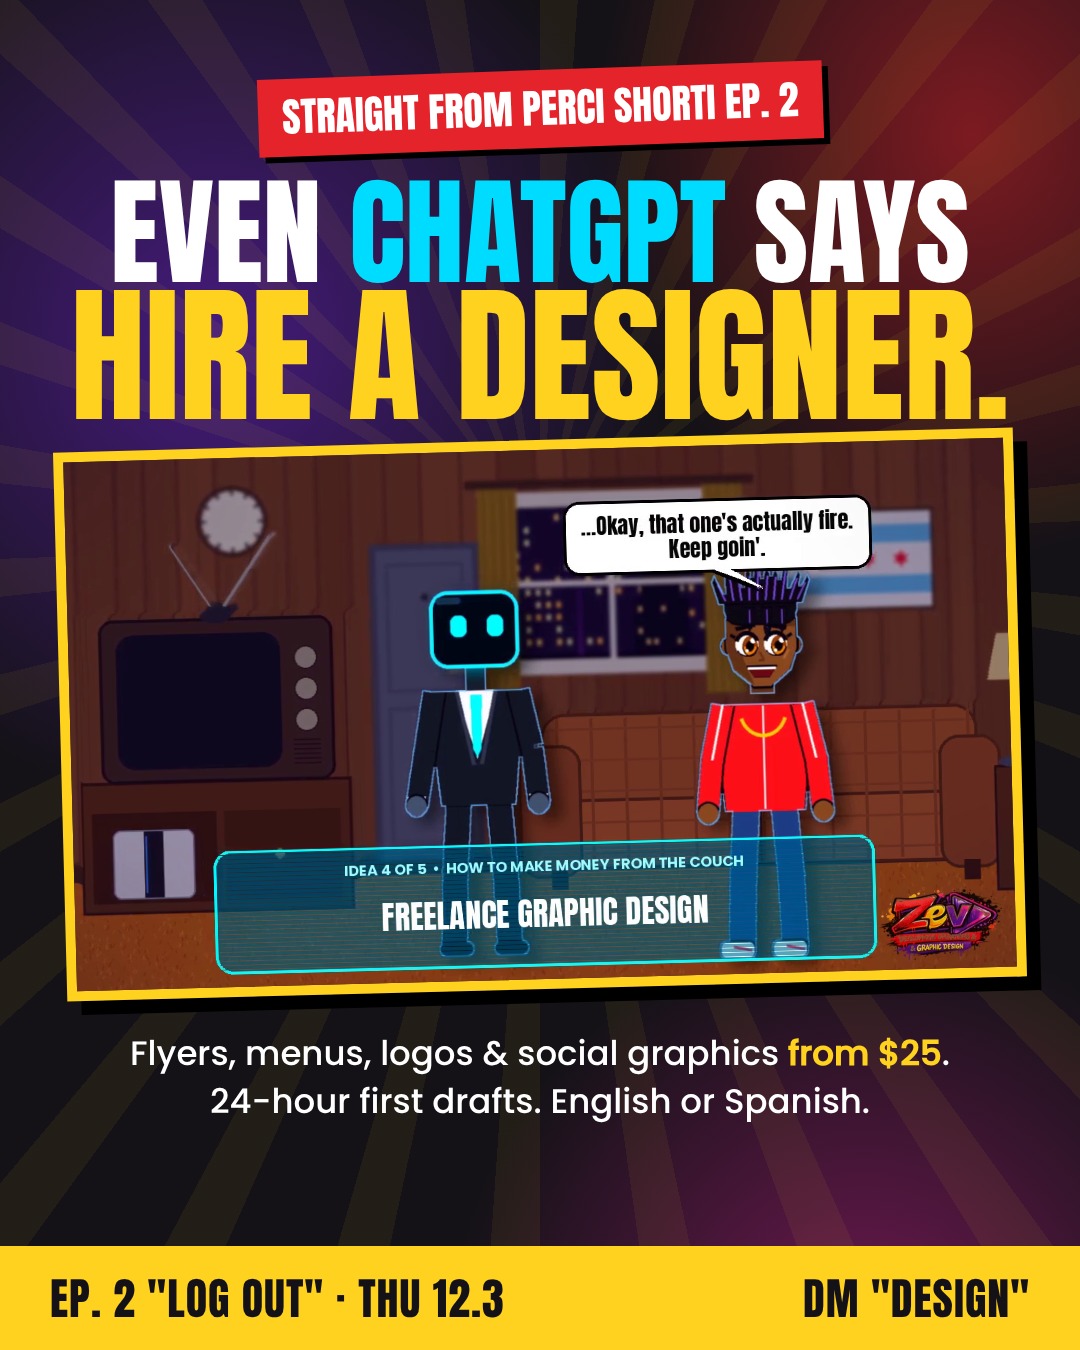 STRAIGHT FROM PERCI SHORTI EP. 2
EVEN CHATGPT SAYS
HIRE A DESIGNER.
...Okay, that one's actually fire.
Keep goin'.
IDEA 4 OF 5 • HOW TO MAKE MONEY FROM THE COUCH
FREELANCE GRAPHIC DESIGN
Zevi
& GRAPHIC DESIGN
Flyers, menus, logos & social graphics from $25.
24-hour first drafts. English or Spanish.
EP. 2 "LOG OUT" · THU 12.3
DM "DESIGN"